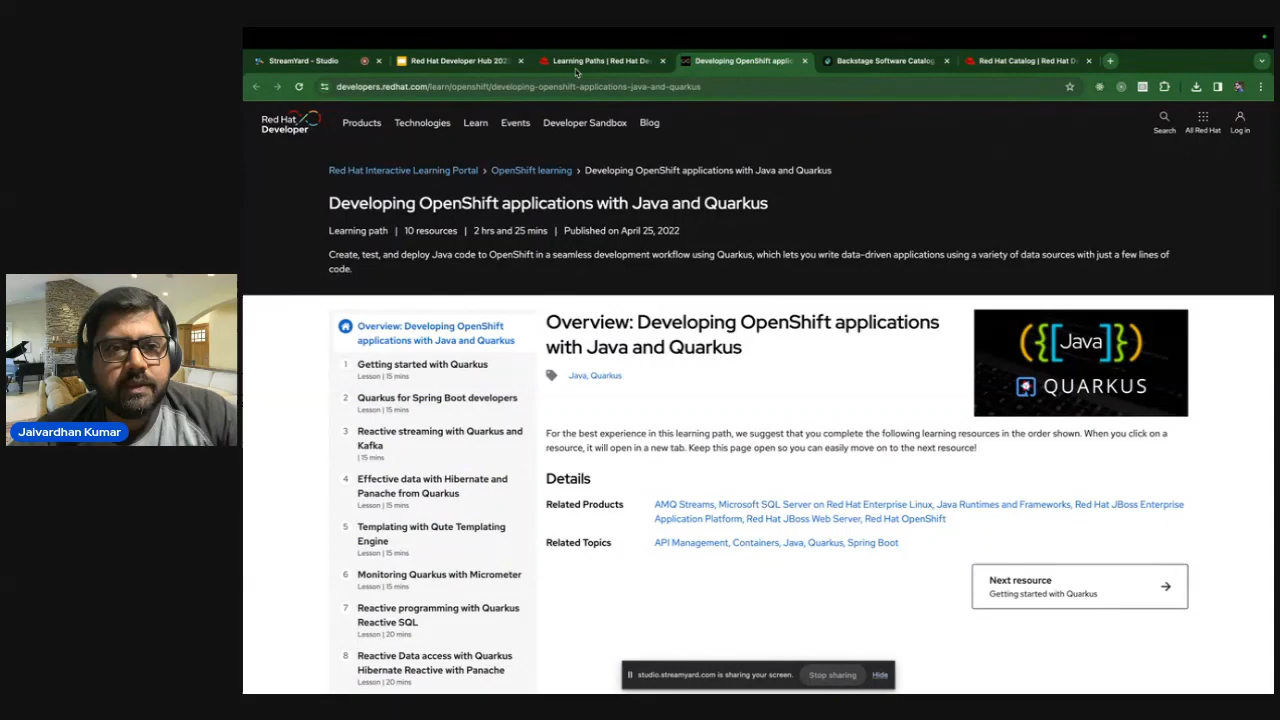 StreamYard - Studio
Red Hat Developer Hub 202
Learning Paths | Red Hat De
Developing OpenShift applic
Backstage Software Catalog
Red Hat Catalog | Red Hat D
developers.redhat.com/learn/openshift/developing-openshift-applications-java-and-quarkus
Red Hat
Developer
Products
Technologies
Learn
Events
Developer Sandbox
Blog
Search
All Red Hat
Log in
Red Hat Interactive Learning Portal › OpenShift learning › Developing OpenShift applications with Java and Quarkus
Developing OpenShift applications with Java and Quarkus
Learning path | 10 resources | 2 hrs and 25 mins | Published on April 25, 2022
Create, test, and deploy Java code to OpenShift in a seamless development workflow using Quarkus, which lets you write data-driven applications using a variety of data sources with just a few lines of
code.
Overview: Developing OpenShift
applications with Java and Quarkus
1 Getting started with Quarkus
Lesson | 15 mins
2 Quarkus for Spring Boot developers
Lesson | 15 mins
3 Reactive streaming with Quarkus and
Kafka
| 15 mins
4 Effective data with Hibernate and
Panache from Quarkus
Lesson | 15 mins
5 Templating with Qute Templating
Engine
Lesson | 15 mins
6 Monitoring Quarkus with Micrometer
Lesson | 15 mins
7 Reactive programming with Quarkus
Reactive SQL
Lesson | 20 mins
8 Reactive Data access with Quarkus
Hibernate Reactive with Panache
Lesson | 20 mins
Overview: Developing OpenShift applications
with Java and Quarkus
Java, Quarkus
({[Java]})
QUARKUS
For the best experience in this learning path, we suggest that you complete the following learning resources in the order shown. When you click on a
resource, it will open in a new tab. Keep this page open so you can easily move on to the next resource!
Details
Related Products
AMQ Streams, Microsoft SQL Server on Red Hat Enterprise Linux, Java Runtimes and Frameworks, Red Hat JBoss Enterprise
Application Platform, Red Hat JBoss Web Server, Red Hat OpenShift
Related Topics
API Management, Containers, Java, Quarkus, Spring Boot
Next resource
Getting started with Quarkus
studio.streamyard.com is sharing your screen.
Stop sharing
Hide
Jaivardhan Kumar